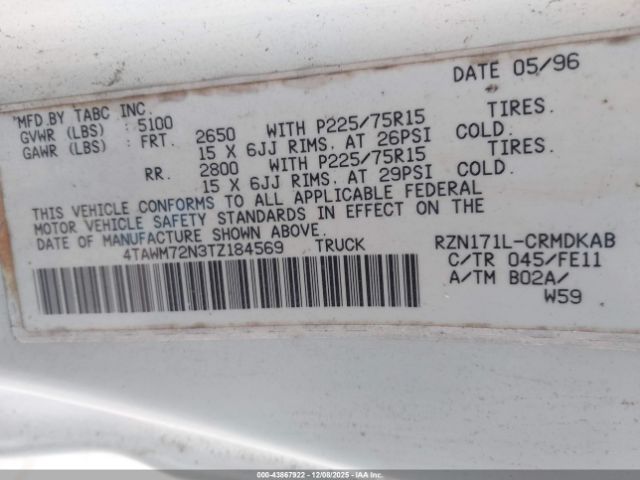 DATE 05/96
MFD.BY TABC INC.
GVWR (LBS) 5100
GAWR (LBS): FRT. 2650 WITH P225/75R15 TIRES.
15 X 6JJ RIMS. AT 26PSI COLD.
RR. 2800 WITH P225/75R15 TIRES.
15 X 6JJ RIMS. AT 29PSI COLD.
THIS VEHICLE CONFORMS TO ALL APPLICABLE FEDERAL
MOTOR VEHICLE SAFETY STANDARDS IN EFFECT ON THE
DATE OF MANUFACTURE SHOWN ABOVE.
4TAWM72N3TZ184569 TRUCK RZN171L-CRMDKAB
C/TR 045/FE11
A/TM B02A/
W59
000-43867922 - 12/08/2025 - IAAI.COM